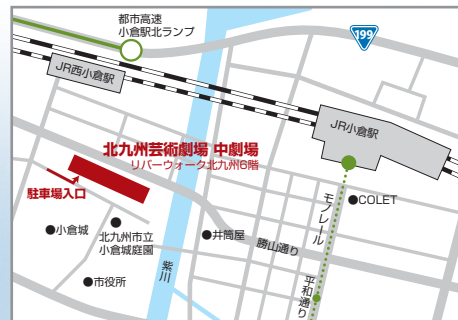 都市高速
小倉駅北ランプ
199
JR西小倉駅
JR小倉駅
北九州芸術劇場 中劇場
リバーウォーク北九州6階
駐車場入口
モノレール
COLET
小倉城
北九州市立
小倉城庭園
井筒屋
勝山通り
紫川
平和通り
市役所